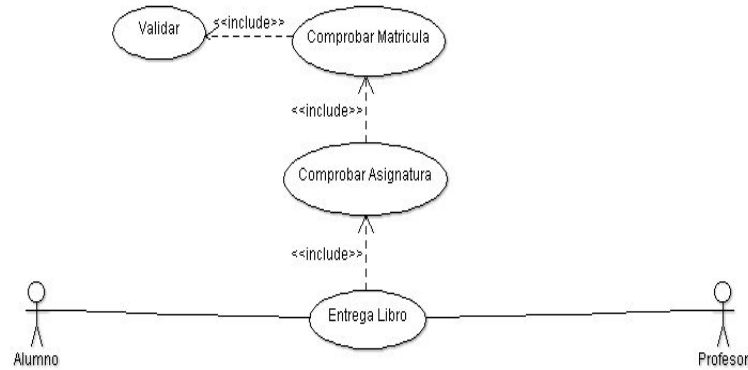 Validar
<<include>>
Comprobar Matricula
<<include>>
Comprobar Asignatura
<<include>>
Entrega Libro
Alumno
Profesor